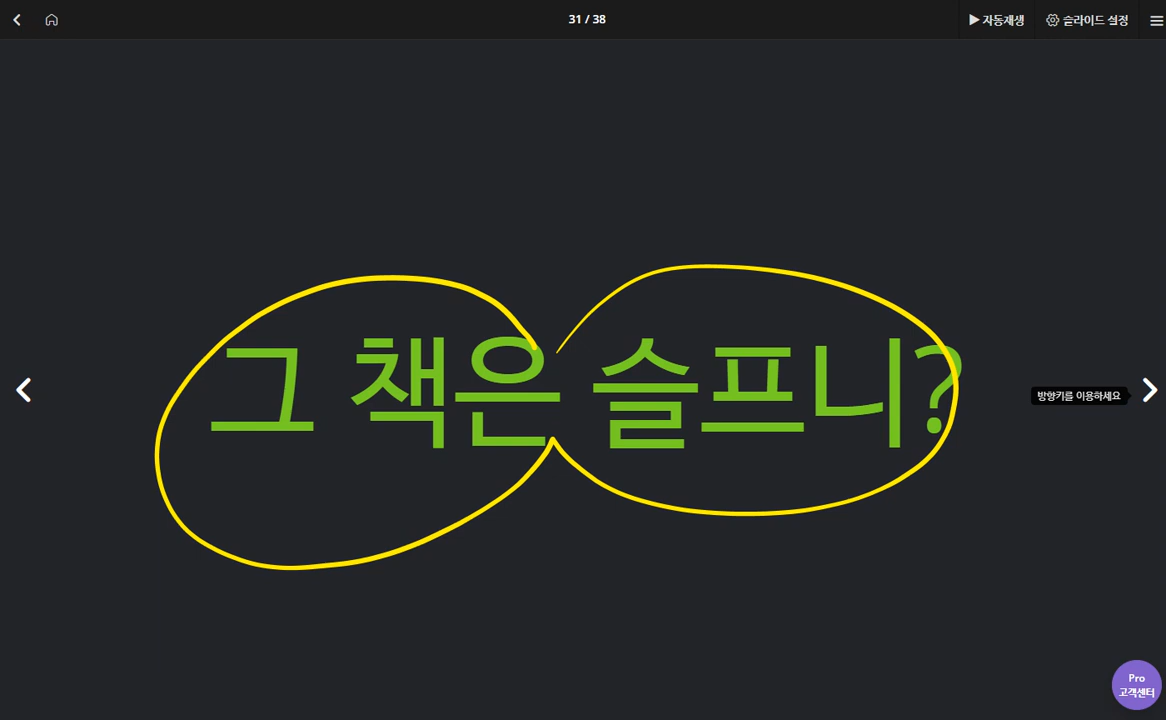 31 / 38
자동재생
슬라이드 설정
그 책은 슬프니?
방향키를 이용하세요
Pro
고객센터